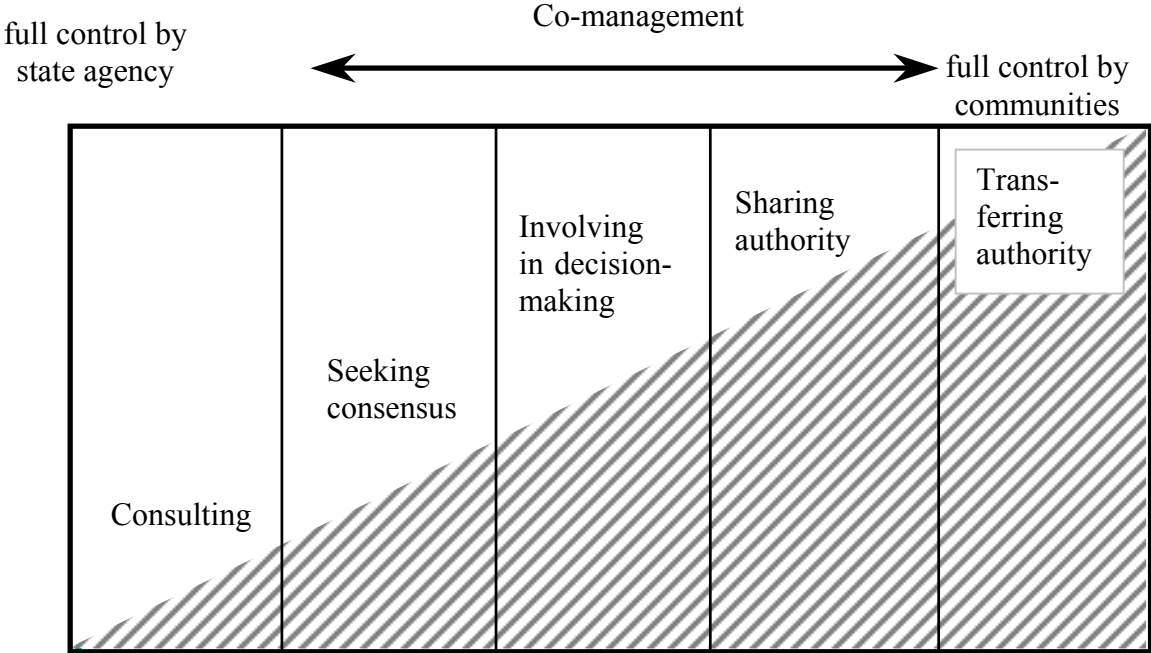 Co-management
full control by
state agency
full control by
communities
Consulting
Seeking
consensus
Involving
in decision-
making
Sharing
authority
Trans-
ferring
authority